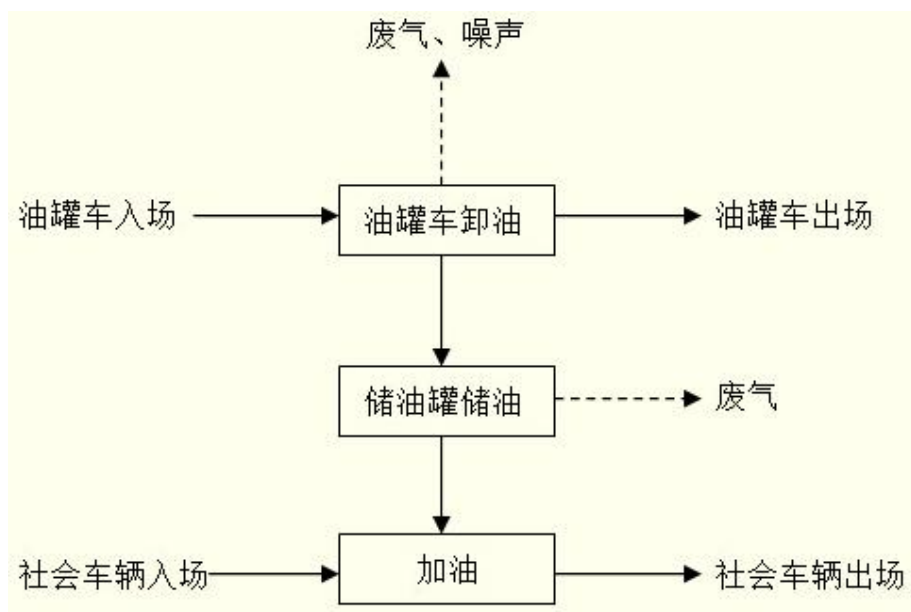 废气、噪声
油罐车入场
油罐车卸油
油罐车出场
储油罐储油
废气
社会车辆入场
加油
社会车辆出场